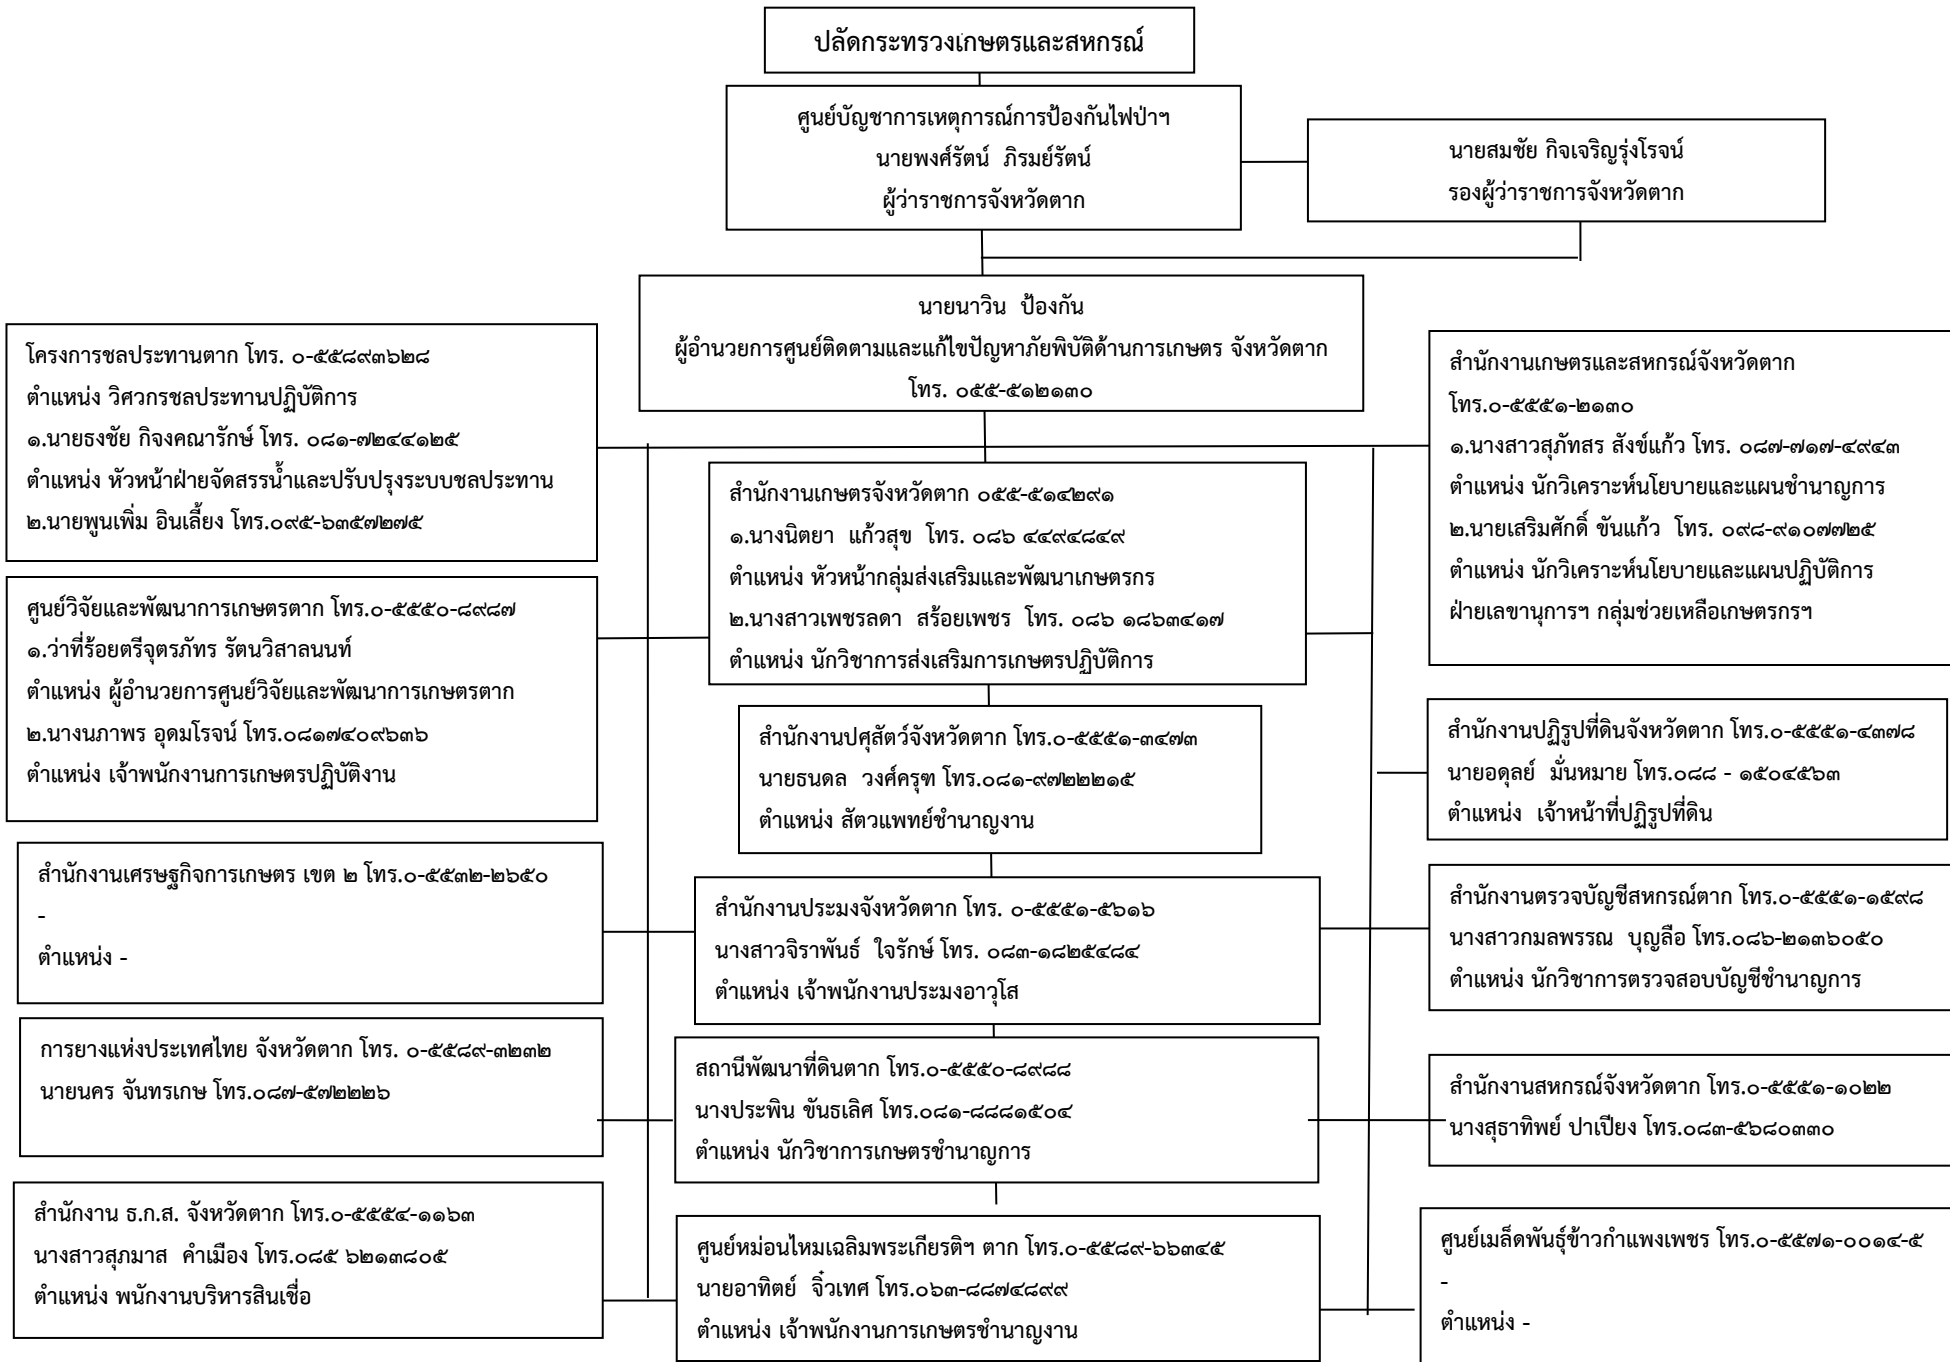 ปลัดกระทรวงเกษตรและสหกรณ์
ศูนย์บัญชาการเหตุการณ์การป้องกันไฟป่าฯ
นายพงศ์รัตน์ ภิรมย์รัตน์
ผู้ว่าราชการจังหวัดตาก
นายสมชัย กิจเจริญรุ่งโรจน์
รองผู้ว่าราชการจังหวัดตาก
นายนาวิน ป้องกัน
ผู้อำนวยการศูนย์ติดตามและแก้ไขปัญหาภัยพิบัติด้านการเกษตร จังหวัดตาก
โทร. ๐๕๕-๕๑๒๑๓๐
โครงการชลประทานตาก โทร. ๐-๕๕๘๙๓๖๒๘
ตำแหน่ง วิศวกรชลประทานปฏิบัติการ
๑.นายธงชัย กิจงคณารักษ์ โทร. ๐๘๑-๗๒๔๔๑๒๕
ตำแหน่ง หัวหน้าฝ่ายจัดสรรน้ำและปรับปรุงระบบชลประทาน
๒.นายพูนเพิ่ม อินเลี้ยง โทร.๐๙๕-๖๓๕๗๒๗๕
สำนักงานเกษตรจังหวัดตาก ๐๕๕-๕๑๔๒๙๑
๑.นางนิตยา แก้วสุข โทร. ๐๘๖ ๔๔๙๔๘๔๙
ตำแหน่ง หัวหน้ากลุ่มส่งเสริมและพัฒนาเกษตรกร
๒.นางสาวเพชรลดา สร้อยเพชร โทร. ๐๘๖ ๑๘๖๓๔๑๗
ตำแหน่ง นักวิชาการส่งเสริมการเกษตรปฏิบัติการ
สำนักงานเกษตรและสหกรณ์จังหวัดตาก
โทร.๐-๕๕๕๑-๒๑๓๐
๑.นางสาวสุภัทสร สังข์แก้ว โทร. ๐๘๗-๗๑๗-๔๙๔๓
ตำแหน่ง นักวิเคราะห์นโยบายและแผนชำนาญการ
๒.นายเสริมศักดิ์ ขันแก้ว โทร. ๐๙๘-๙๑๐๗๗๒๕
ตำแหน่ง นักวิเคราะห์นโยบายและแผนปฏิบัติการ
ฝ่ายเลขานุการฯ กลุ่มช่วยเหลือเกษตรกรฯ
ศูนย์วิจัยและพัฒนาการเกษตรตาก โทร.๐-๕๕๕๐-๘๙๘๗
๑.ว่าที่ร้อยตรีจุตรภัทร รัตนวิสาลนนท์
ตำแหน่ง ผู้อำนวยการศูนย์วิจัยและพัฒนาการเกษตรตาก
๒.นางนภาพร อุดมโรจน์ โทร.๐๘๑๗๔๐๙๖๓๖
ตำแหน่ง เจ้าพนักงานการเกษตรปฏิบัติงาน
สำนักงานปศุสัตว์จังหวัดตาก โทร.๐-๕๕๕๑-๓๔๗๓
นายธนดล วงศ์ครุฑ โทร.๐๘๑-๙๗๒๒๒๑๕
ตำแหน่ง สัตวแพทย์ชำนาญงาน
สำนักงานปฏิรูปที่ดินจังหวัดตาก โทร.๐-๕๕๕๑-๔๓๗๘
นายอดุลย์ มั่นหมาย โทร.๐๘๘ - ๑๕๐๔๕๖๓
ตำแหน่ง เจ้าหน้าที่ปฏิรูปที่ดิน
สำนักงานเศรษฐกิจการเกษตร เขต ๒ โทร.๐-๕๕๓๒-๒๖๕๐
-
ตำแหน่ง -
สำนักงานประมงจังหวัดตาก โทร. ๐-๕๕๕๑-๕๖๑๖
นางสาวจิราพันธ์ ใจรักษ์ โทร. ๐๘๓-๑๘๒๕๔๘๔
ตำแหน่ง เจ้าพนักงานประมงอาวุโส
สำนักงานตรวจบัญชีสหกรณ์ตาก โทร.๐-๕๕๕๑-๑๕๙๘
นางสาวกมลพรรณ บุญลือ โทร.๐๘๖-๒๑๓๖๐๕๐
ตำแหน่ง นักวิชาการตรวจสอบบัญชีชำนาญการ
การยางแห่งประเทศไทย จังหวัดตาก โทร. ๐-๕๕๘๙-๓๒๓๒
นายนคร จันทรเกษ โทร.๐๘๗-๕๗๒๒๒๖
สถานีพัฒนาที่ดินตาก โทร.๐-๕๕๕๐-๘๙๘๘
นางประพิน ขันธเลิศ โทร.๐๘๑-๘๘๘๑๕๐๔
ตำแหน่ง นักวิชาการเกษตรชำนาญการ
สำนักงานสหกรณ์จังหวัดตาก โทร.๐-๕๕๕๑-๑๐๒๒
นางสุธาทิพย์ ปาเปียง โทร.๐๘๓-๕๖๘๐๓๓๐
สำนักงาน ธ.ก.ส. จังหวัดตาก โทร.๐-๕๕๕๔-๑๑๖๓
นางสาวสุภมาส คำเมือง โทร.๐๘๕ ๖๒๑๓๘๐๕
ตำแหน่ง พนักงานบริหารสินเชื่อ
ศูนย์หม่อนไหมเฉลิมพระเกียรติฯ ตาก โทร.๐-๕๕๘๙-๖๖๓๔๕
นายอาทิตย์ จิ๋วเทศ โทร.๐๖๓-๘๘๗๔๘๙๙
ตำแหน่ง เจ้าพนักงานการเกษตรชำนาญงาน
ศูนย์เมล็ดพันธุ์ข้าวกำแพงเพชร โทร.๐-๕๕๗๑-๐๐๑๔-๕
-
ตำแหน่ง -